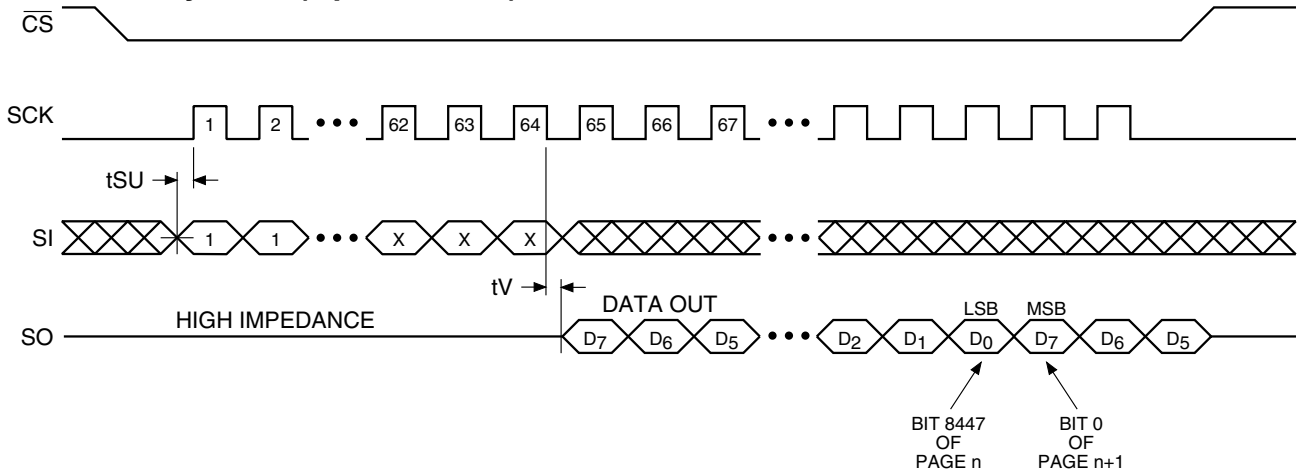 CS
SCK
1 2 ••• 62 63 64 65 66 67 •••
tSU
SI
1 1 ••• X X X •••
tV
DATA OUT
HIGH IMPEDANCE
LSB MSB
SO
D7 D6 D5 ••• D2 D1 D0 D7 D6 D5
BIT 8447
OF
PAGE n
BIT 0
OF
PAGE n+1